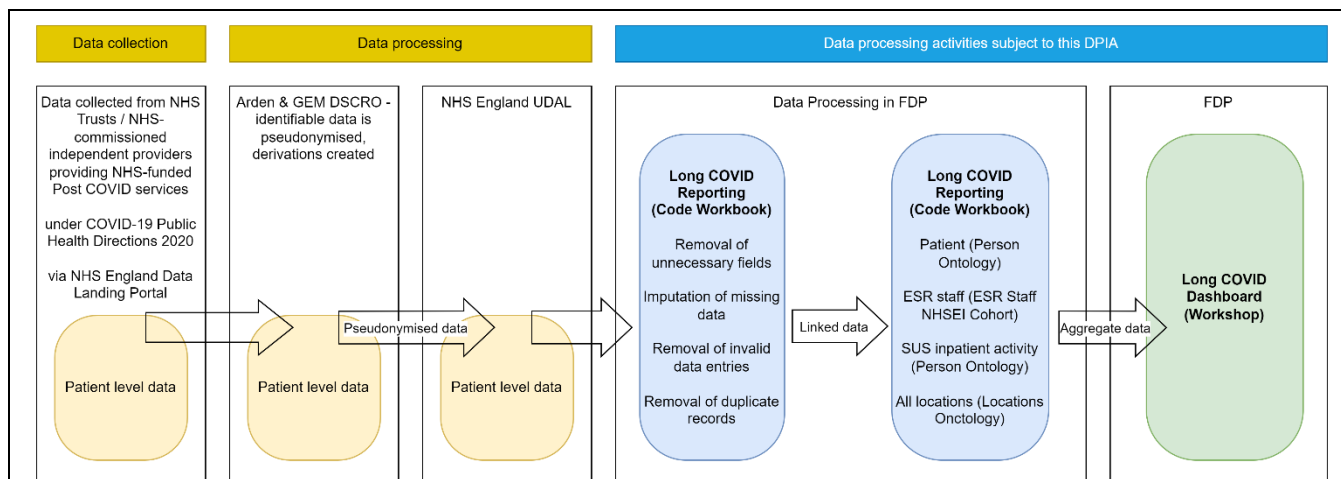 Data collection
Data processing
Data processing activities subject to this DPIA
Data collected from NHS
Trusts / NHS-
commissioned
independent providers
providing NHS-funded
Post COVID services
under COVID-19 Public
Health Directions 2020
via NHS England Data
Landing Portal
Patient level data
Arden & GEM DSCRO -
identifiable data is
pseudonymised,
derivations created
Patient level data
Pseudonymised data
NHS England UDAL
Patient level data
Data Processing in FDP
Long COVID
Reporting
(Code Workbook)
Removal of
unnecessary fields
Imputation of missing
data
Removal of invalid
data entries
Removal of duplicate
records
Linked data
Long COVID
Reporting
(Code Workbook)
Patient (Person
Ontology)
ESR staff (ESR Staff
NHSEI Cohort)
SUS inpatient activity
(Person Ontology)
All locations (Locations
Onctology)
Aggregate data
FDP
Long COVID
Dashboard
(Workshop)